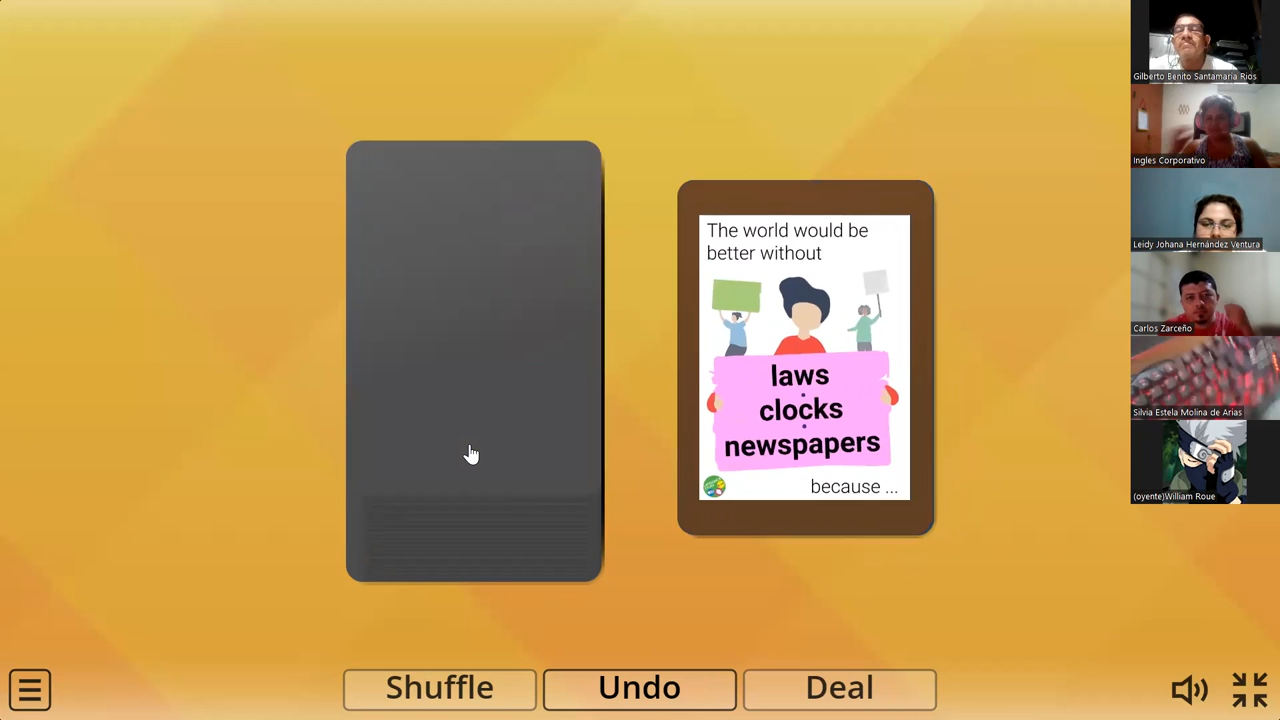 The world would be
better without
laws
clocks
newspapers
because ...
Shuffle
Undo
Deal
Gilberto Benito Santamaría Rios
Ingles Corporativo
Leidy Johana Hernández Ventura
Carlos Zarceño
Silvia Estela Molina de Arias
(oyente)William Roue